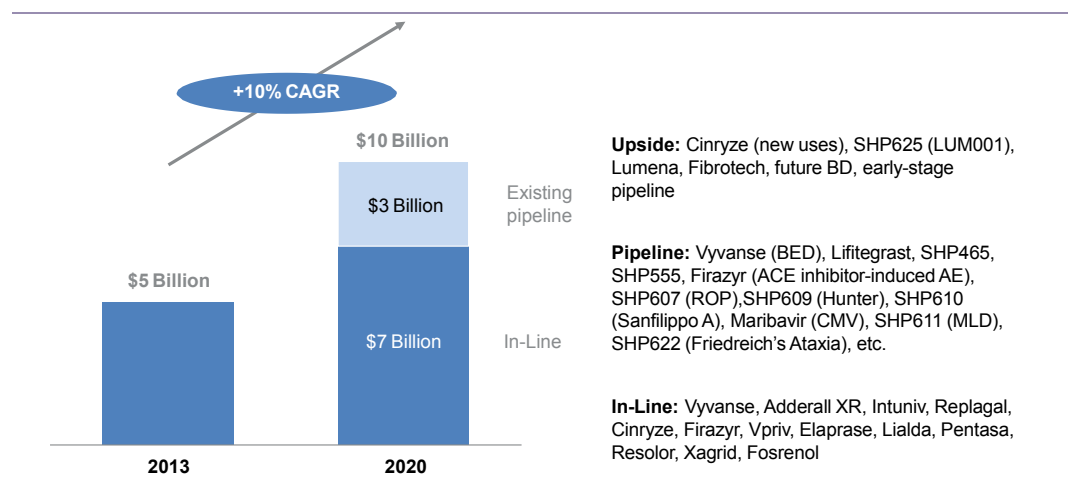 +10% CAGR
$10 Billion
$3 Billion
Existing
pipeline
$5 Billion
$7 Billion
In-Line
2013
2020
Upside: Cinryze (new uses), SHP625 (LUM001),
Lumena, Fibrotech, future BD, early-stage
pipeline
Pipeline: Vyvanse (BED), Lifitegrast, SHP465,
SHP555, Firazyr (ACE inhibitor-induced AE),
SHP607 (ROP),SHP609 (Hunter), SHP610
(Sanfilippo A), Maribavir (CMV), SHP611 (MLD),
SHP622 (Friedreich's Ataxia), etc.
In-Line: Vyvanse, Adderall XR, Intuniv, Replagal,
Cinryze, Firazyr, Vpriv, Elaprase, Lialda, Pentasa,
Resolor, Xagrid, Fosrenol